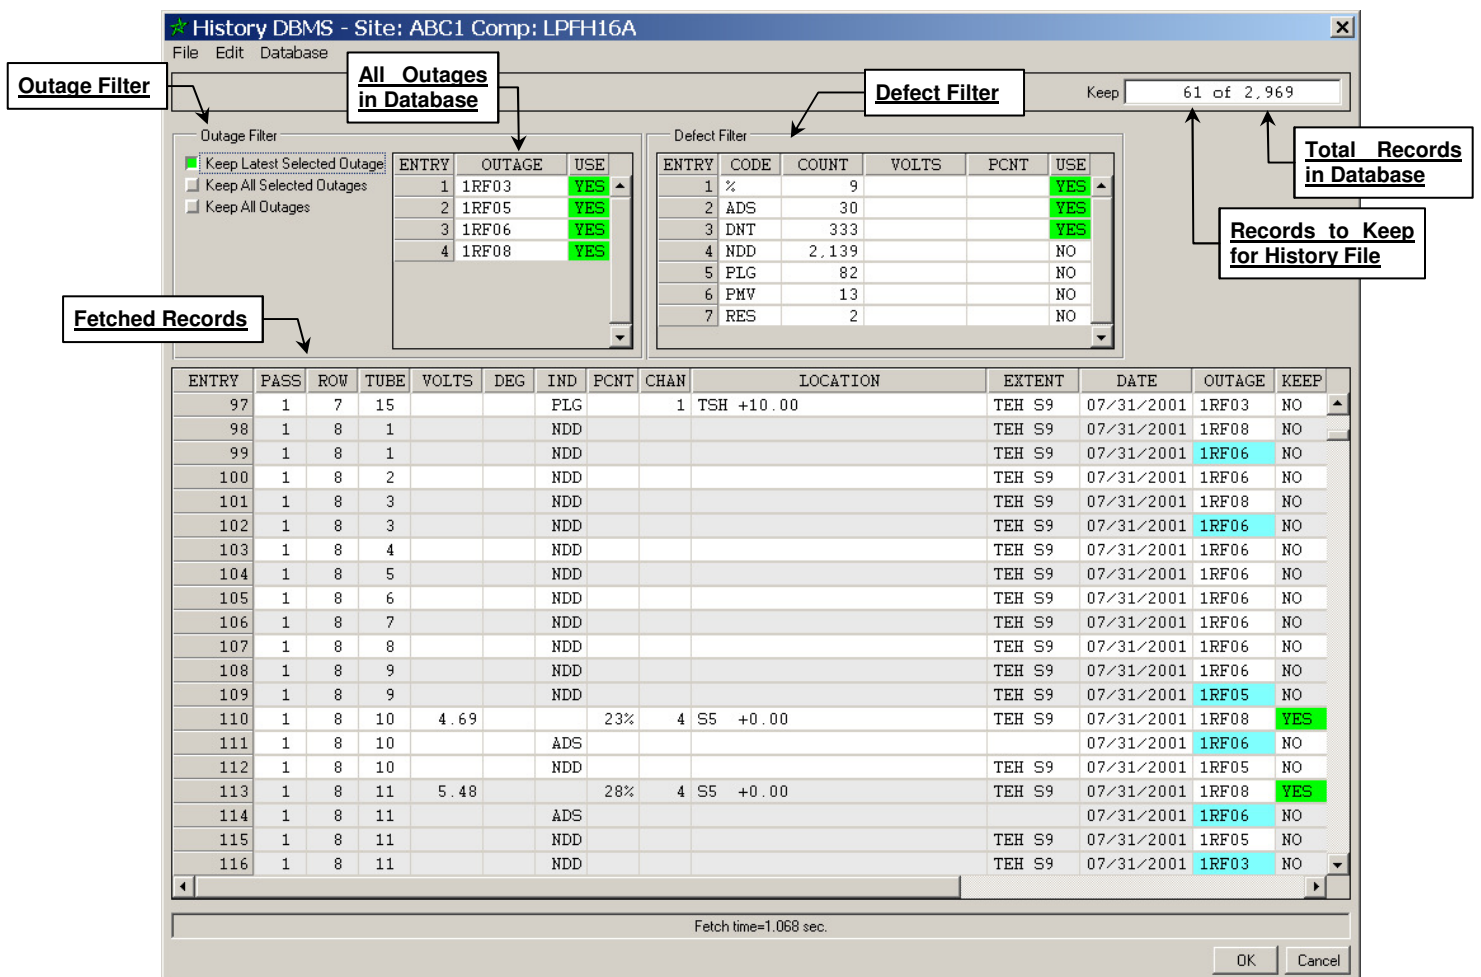 History DBMS - Site: ABC1 Comp: LPFH16A
File Edit Database
Outage Filter
All Outages
in Database
Defect Filter
Keep 61 of 2,969
Total Records
in Database
Records to Keep
for History File
Fetched Records
Outage Filter
Keep Latest Selected Outage
Keep All Selected Outages
Keep All Outages
ENTRY OUTAGE USE
1 1RF03 YES
2 1RF05 YES
3 1RF06 YES
4 1RF08 YES
Defect Filter
ENTRY CODE COUNT VOLTS PCNT USE
1 % 9 YES
2 ADS 30 YES
3 DNT 333 YES
4 NDD 2,139 NO
5 PLG 82 NO
6 PMV 13 NO
7 RES 2 NO
ENTRY PASS ROW TUBE VOLTS DEG IND PCNT CHAN LOCATION EXTENT DATE OUTAGE KEEP
97 1 7 15 PLG 1 TSH +10.00 TEH S9 07/31/2001 1RF03 NO
98 1 8 1 NDD TEH S9 07/31/2001 1RF08 NO
99 1 8 1 NDD TEH S9 07/31/2001 1RF06 NO
100 1 8 2 NDD TEH S9 07/31/2001 1RF06 NO
101 1 8 3 NDD TEH S9 07/31/2001 1RF08 NO
102 1 8 3 NDD TEH S9 07/31/2001 1RF06 NO
103 1 8 4 NDD TEH S9 07/31/2001 1RF06 NO
104 1 8 5 NDD TEH S9 07/31/2001 1RF06 NO
105 1 8 6 NDD TEH S9 07/31/2001 1RF06 NO
106 1 8 7 NDD TEH S9 07/31/2001 1RF06 NO
107 1 8 8 NDD TEH S9 07/31/2001 1RF06 NO
108 1 8 9 NDD TEH S9 07/31/2001 1RF06 NO
109 1 8 9 NDD TEH S9 07/31/2001 1RF05 NO
110 1 8 10 4.69 23% 4 S5 +0.00 TEH S9 07/31/2001 1RF08 YES
111 1 8 10 ADS 07/31/2001 1RF06 NO
112 1 8 10 NDD TEH S9 07/31/2001 1RF05 NO
113 1 8 11 5.48 28% 4 S5 +0.00 TEH S9 07/31/2001 1RF08 YES
114 1 8 11 ADS 07/31/2001 1RF06 NO
115 1 8 11 NDD TEH S9 07/31/2001 1RF05 NO
116 1 8 11 NDD TEH S9 07/31/2001 1RF03 NO
Fetch time=1.068 sec.
OK Cancel